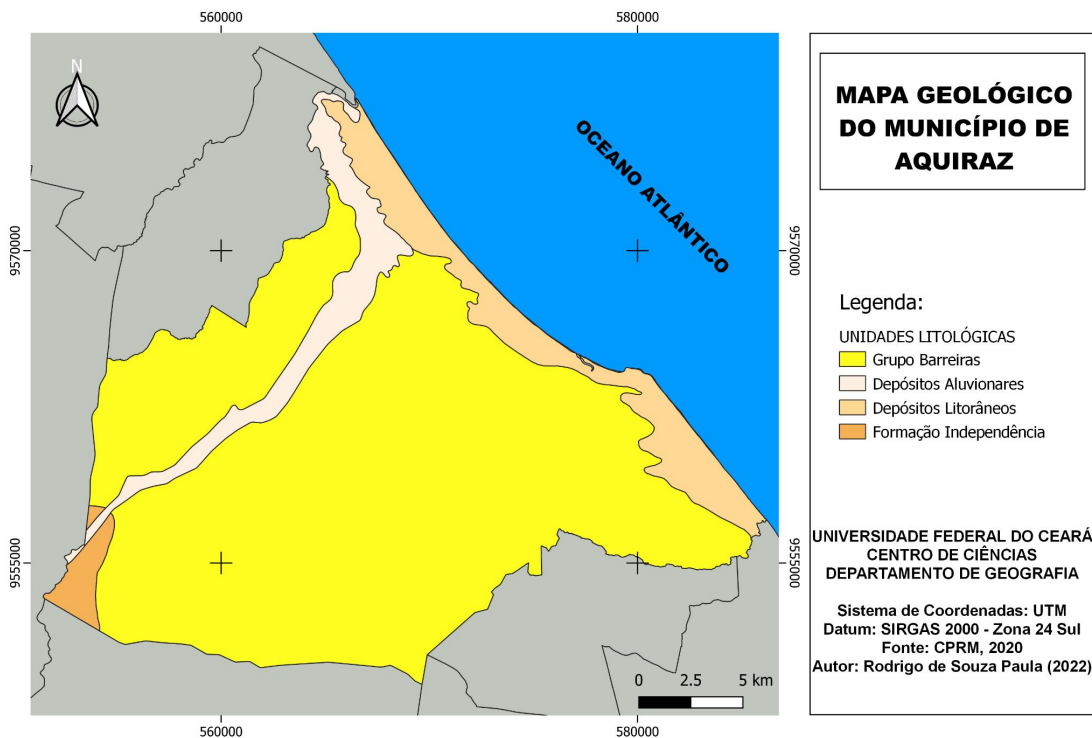 560000
580000
N
OCEANO ATLÂNTICO
9570000
9570000
9555000
9555000
0 2.5 5 km
560000
580000
MAPA GEOLÓGICO
DO MUNICÍPIO DE
AQUIRAZ
Legenda:
UNIDADES LITOLÓGICAS
Grupo Barreiras
Depósitos Aluvionares
Depósitos Litorâneos
Formação Independência
UNIVERSIDADE FEDERAL DO CEARÁ
CENTRO DE CIÊNCIAS
DEPARTAMENTO DE GEOGRAFIA
Sistema de Coordenadas: UTM
Datum: SIRGAS 2000 - Zona 24 Sul
Fonte: CPRM, 2020
Autor: Rodrigo de Souza Paula (2022)